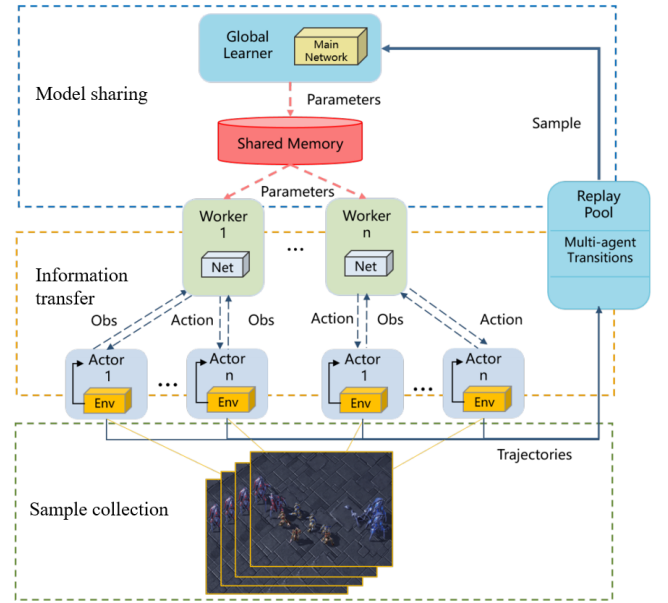 Global
Learner
Main
Network
Model sharing
Parameters
Sample
Shared Memory
Parameters
Replay
Pool
Multi-agent
Transitions
Worker
1
Net
...
Worker
n
Net
Information
transfer
Obs
Action
Obs
Action
Obs
Action
Actor
1
Env
...
Actor
n
Env
Actor
1
Env
...
Actor
n
Env
Trajectories
Sample collection